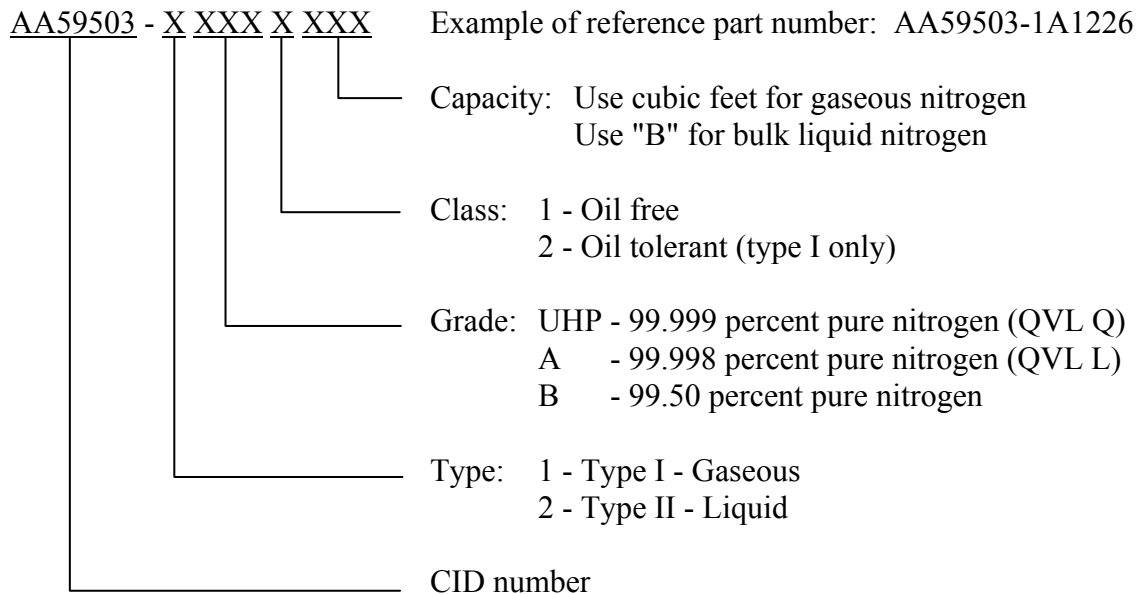 AA59503 - X XXX X XXX Example of reference part number: AA59503-1A1226
Capacity: Use cubic feet for gaseous nitrogen
Use "B" for bulk liquid nitrogen
Class: 1 - Oil free
2 - Oil tolerant (type I only)
Grade: UHP - 99.999 percent pure nitrogen (QVL Q)
A - 99.998 percent pure nitrogen (QVL L)
B - 99.50 percent pure nitrogen
Type: 1 - Type I - Gaseous
2 - Type II - Liquid
CID number